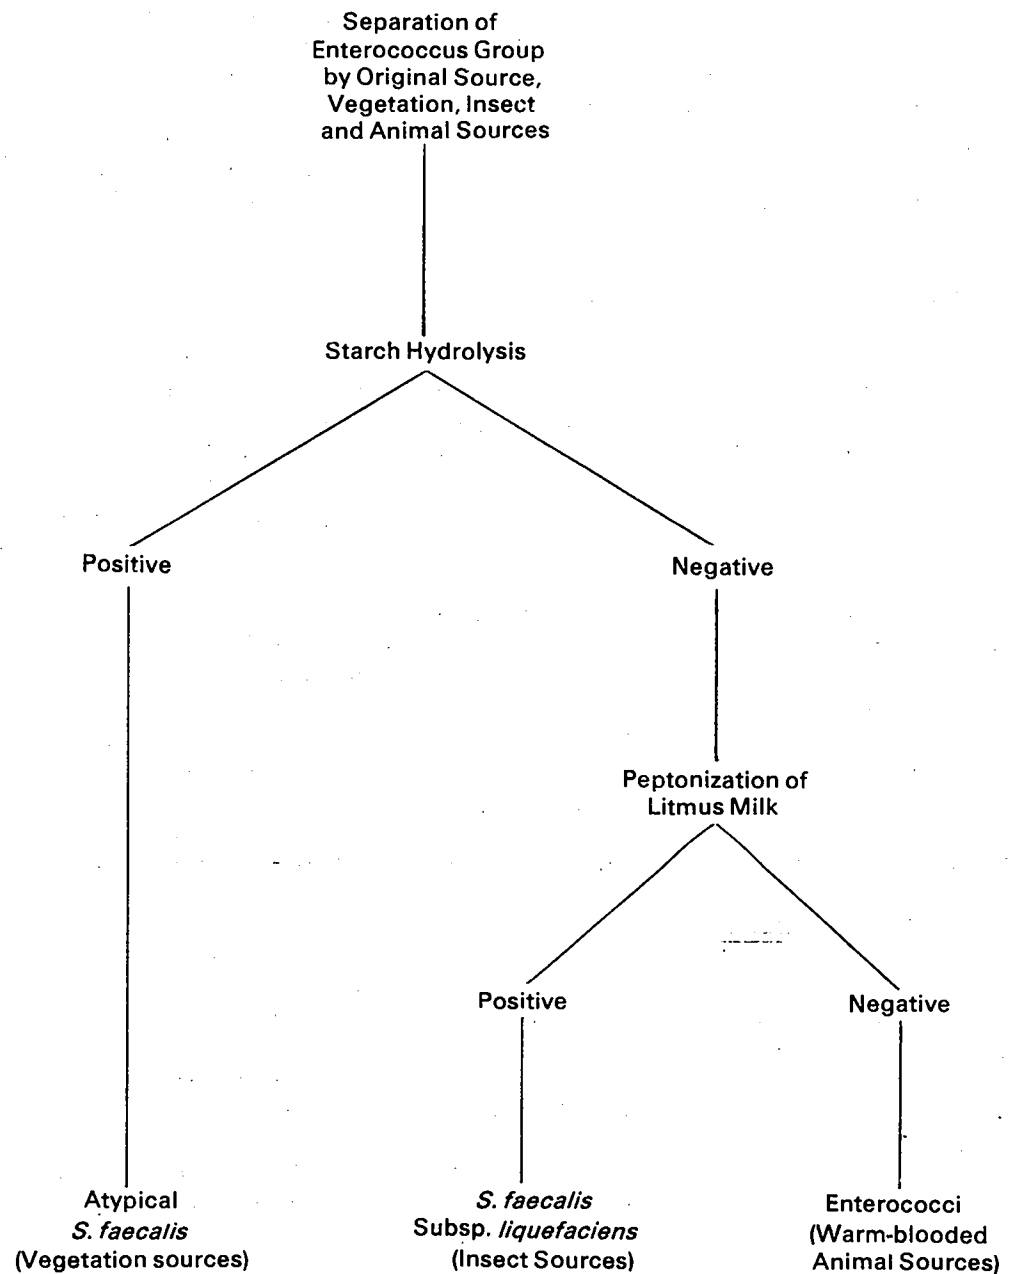 Separation of
Enterococcus Group
by Original Source,
Vegetation, Insect
and Animal Sources
Starch Hydrolysis
Positive
Negative
Peptonization of
Litmus Milk
Positive
Negative
Atypical
S. faecalis
(Vegetation sources)
S. faecalis
Subsp. liquefaciens
(Insect Sources)
Enterococci
(Warm-blooded
Animal Sources)